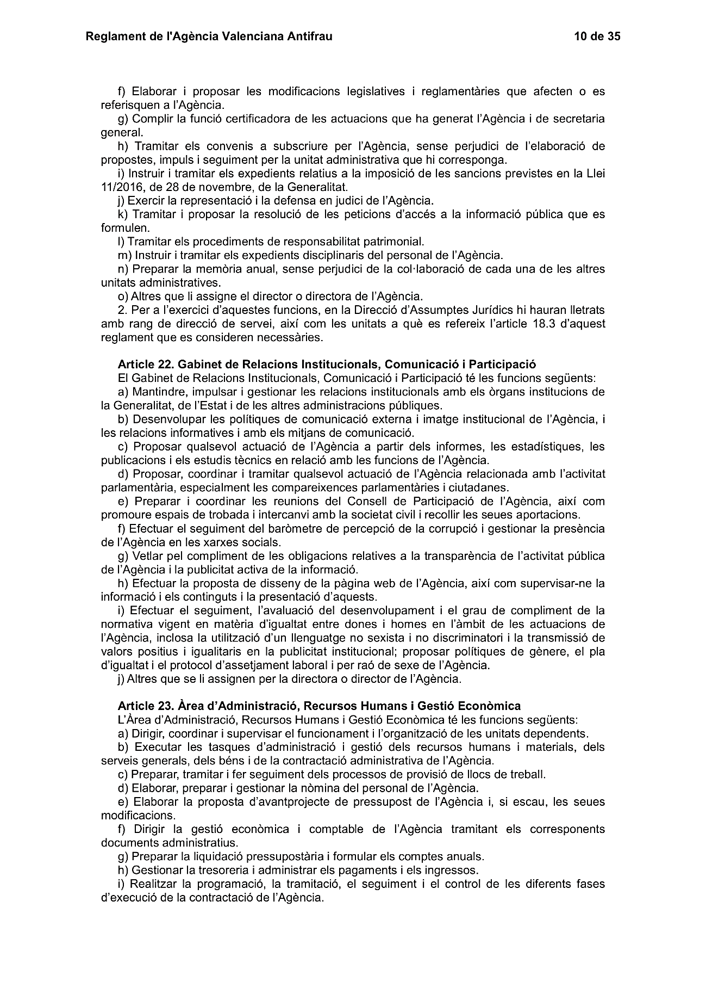 Reglament de l'Agència Valenciana Antifrau 10 de 35
f) Elaborar i proposar les modificacions legislatives i reglamentàries que afecten o es
referisquen a l’Agència.
g) Complir la funció certificadora de les actuacions que ha generat l’Agència i de secretaria
general.
h) Tramitar els convenis a subscriure per l’Agència, sense perjudici de l’elaboració de
propostes, impuls i seguiment per la unitat administrativa que hi corresponga.
i) Instruir i tramitar els expedients relatius a la imposició de les sancions previstes en la Llei
11/2016, de 28 de novembre, de la Generalitat.
j) Exercir la representació i la defensa en judici de l’Agència.
k) Tramitar i proposar la resolució de les peticions d’accés a la informació pública que es
formulen.
l) Tramitar els procediments de responsabilitat patrimonial.
m) Instruir i tramitar els expedients disciplinaris del personal de l’Agència.
n) Preparar la memòria anual, sense perjudici de la col·laboració de cada una de les altres
unitats administratives.
o) Altres que li assigne el director o directora de l’Agència.
2. Per a l’exercici d’aquestes funcions, en la Direcció d’Assumptes Jurídics hi hauran lletrats
amb rang de direcció de servei, així com les unitats a què es refereix l’article 18.3 d’aquest
reglament que es consideren necessàries.
Article 22. Gabinet de Relacions Institucionals, Comunicació i Participació
El Gabinet de Relacions Institucionals, Comunicació i Participació té les funcions següents:
a) Mantindre, impulsar i gestionar les relacions institucionals amb els òrgans institucions de
la Generalitat, de l’Estat i de les altres administracions públiques.
b) Desenvolupar les polítiques de comunicació externa i imatge institucional de l’Agència, i
les relacions informatives i amb els mitjans de comunicació.
c) Proposar qualsevol actuació de l’Agència a partir dels informes, les estadístiques, les
publicacions i els estudis tècnics en relació amb les funcions de l’Agència.
d) Proposar, coordinar i tramitar qualsevol actuació de l’Agència relacionada amb l’activitat
parlamentària, especialment les compareixences parlamentàries i ciutadanes.
e) Preparar i coordinar les reunions del Consell de Participació de l’Agència, així com
promoure espais de trobada i intercanvi amb la societat civil i recollir les seues aportacions.
f) Efectuar el seguiment del baròmetre de percepció de la corrupció i gestionar la presència
de l’Agència en les xarxes socials.
g) Vetlar pel compliment de les obligacions relatives a la transparència de l’activitat pública
de l’Agència i la publicitat activa de la informació.
h) Efectuar la proposta de disseny de la pàgina web de l’Agència, així com supervisar-ne la
informació i els continguts i la presentació d’aquests.
i) Efectuar el seguiment, l’avaluació del desenvolupament i el grau de compliment de la
normativa vigent en matèria d’igualtat entre dones i homes en l’àmbit de les actuacions de
l’Agència, inclosa la utilització d’un llenguatge no sexista i no discriminatori i la transmissió de
valors positius i igualitaris en la publicitat institucional; proposar polítiques de gènere, el pla
d’igualtat i el protocol d’assetjament laboral i per raó de sexe de l’Agència.
j) Altres que se li assignen per la directora o director de l’Agència.
Article 23. Àrea d’Administració, Recursos Humans i Gestió Econòmica
L’Àrea d’Administració, Recursos Humans i Gestió Econòmica té les funcions següents:
a) Dirigir, coordinar i supervisar el funcionament i l’organització de les unitats dependents.
b) Executar les tasques d’administració i gestió dels recursos humans i materials, dels
serveis generals, dels béns i de la contractació administrativa de l’Agència.
c) Preparar, tramitar i fer seguiment dels processos de provisió de llocs de treball.
d) Elaborar, preparar i gestionar la nòmina del personal de l’Agència.
e) Elaborar la proposta d’avantprojecte de pressupost de l’Agència i, si escau, les seues
modificacions.
f) Dirigir la gestió econòmica i comptable de l’Agència tramitant els corresponents
documents administratius.
g) Preparar la liquidació pressupostària i formular els comptes anuals.
h) Gestionar la tresoreria i administrar els pagaments i els ingressos.
i) Realitzar la programació, la tramitació, el seguiment i el control de les diferents fases
d’execució de la contractació de l’Agència.